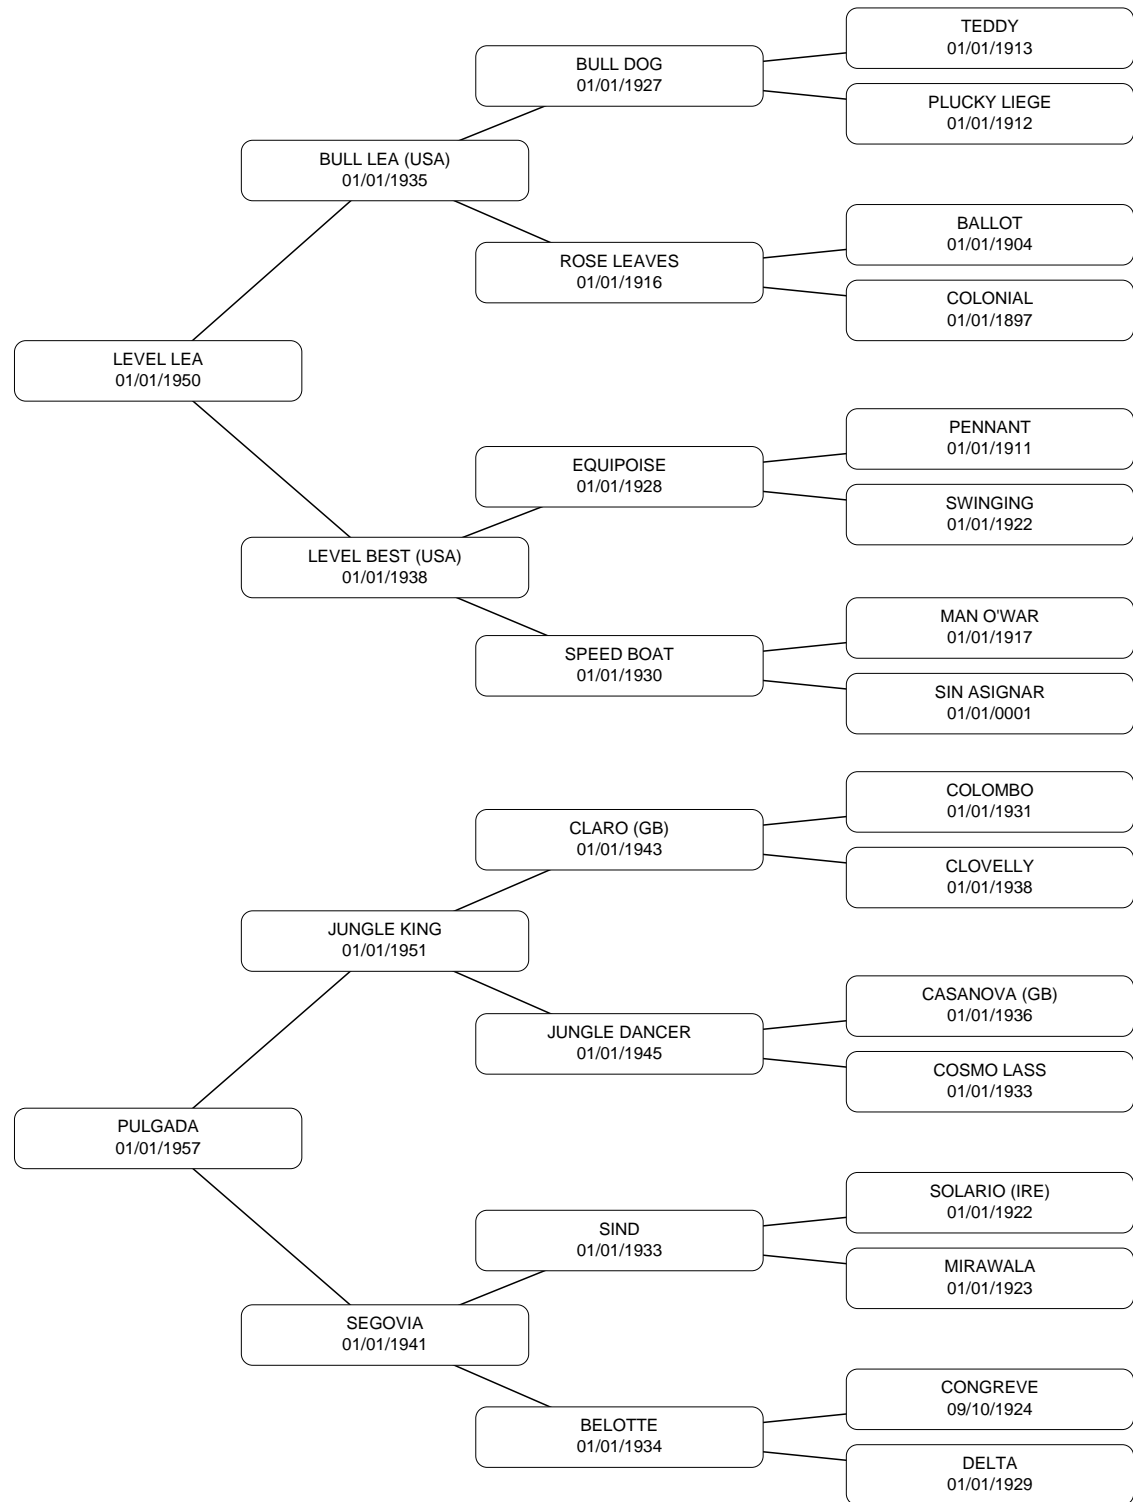 TEDDY
01/01/1913
BULL DOG
01/01/1927
PLUCKY LIEGE
01/01/1912
BULL LEA (USA)
01/01/1935
BALLOT
01/01/1904
ROSE LEAVES
01/01/1916
COLONIAL
01/01/1897
LEVEL LEA
01/01/1950
PENNANT
01/01/1911
EQUIPOISE
01/01/1928
SWINGING
01/01/1922
LEVEL BEST (USA)
01/01/1938
MAN O'WAR
01/01/1917
SPEED BOAT
01/01/1930
SIN ASIGNAR
01/01/0001
COLOMBO
01/01/1931
CLARO (GB)
01/01/1943
CLOVELLY
01/01/1938
JUNGLE KING
01/01/1951
CASANOVA (GB)
01/01/1936
JUNGLE DANCER
01/01/1945
COSMO LASS
01/01/1933
PULGADA
01/01/1957
SOLARIO (IRE)
01/01/1922
SIND
01/01/1933
MIRAWALA
01/01/1923
SEGOVIA
01/01/1941
CONGREVE
09/10/1924
BELOTTE
01/01/1934
DELTA
01/01/1929